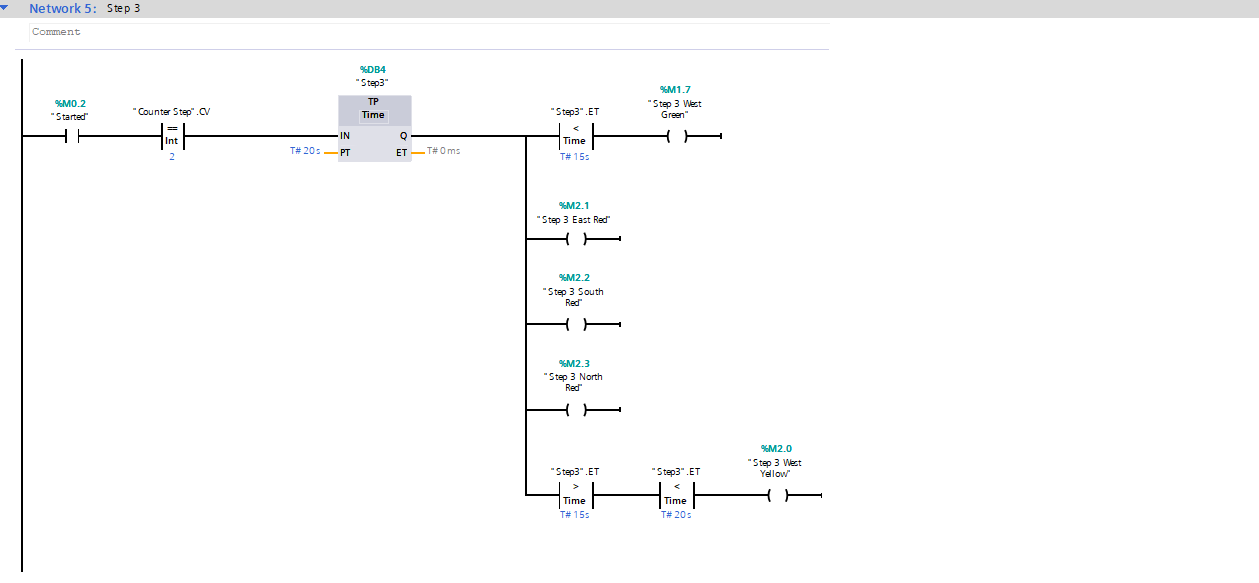 Network 5: Step 3
Comment
%DB4
"Step3"
%M0.2
"Started"
"Counter Step".CV
==
Int
2
TP
Time
IN
Q
T#20s
PT
ET
T#0ms
"Step3".ET
<
Time
T#15s
%M1.7
"Step 3 West
Green"
%M2.1
"Step 3 East Red"
%M2.2
"Step 3 South
Red"
%M2.3
"Step 3 North
Red"
"Step3".ET
>
Time
T#15s
"Step3".ET
<
Time
T#20s
%M2.0
"Step 3 West
Yellow"